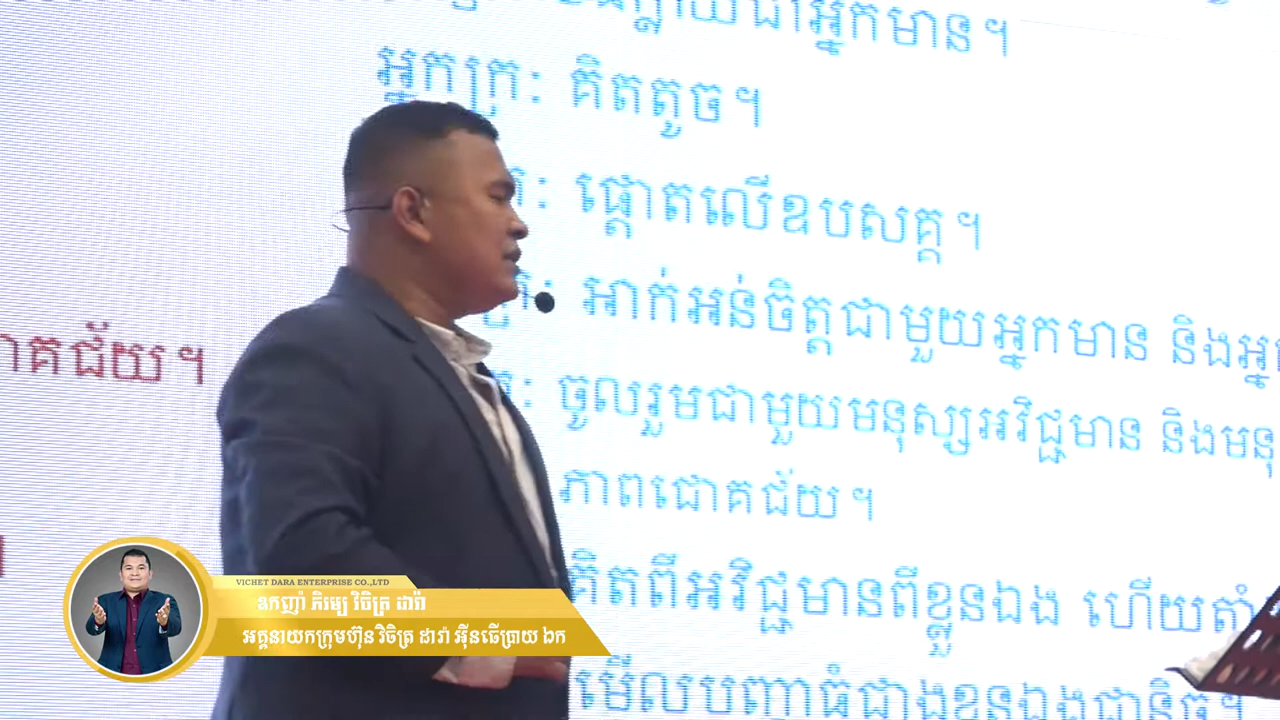 ក្លាយជាអ្នកមាន។
អ្នកក្រ: គិតតូច។
ផ្តោតលើឧបសគ្គ។
អាក់អន់ចិត្តជាមួយអ្នកមាន និង
ចូលរួមជាមួយមនុស្សអវិជ្ជមាន និងមនុ
ភាពជោគជ័យ។
ោគជ័យ។
គិតពីអវិជ្ជមានពីខ្លួនឯង ហើយតាំ
មើលបញ្ហាធំជាងខ្លួនឯងជានិច្ច។
VICHET DARA ENTERPRISE CO.,LTD
ឧកញ៉ា ភិម្បេ វិចិត្រ ដារ៉ា
អគ្គនាយកក្រុមហ៊ុន វិចិត្រ ដារ៉ា អ៊ីនធើប្រាយ ឯក